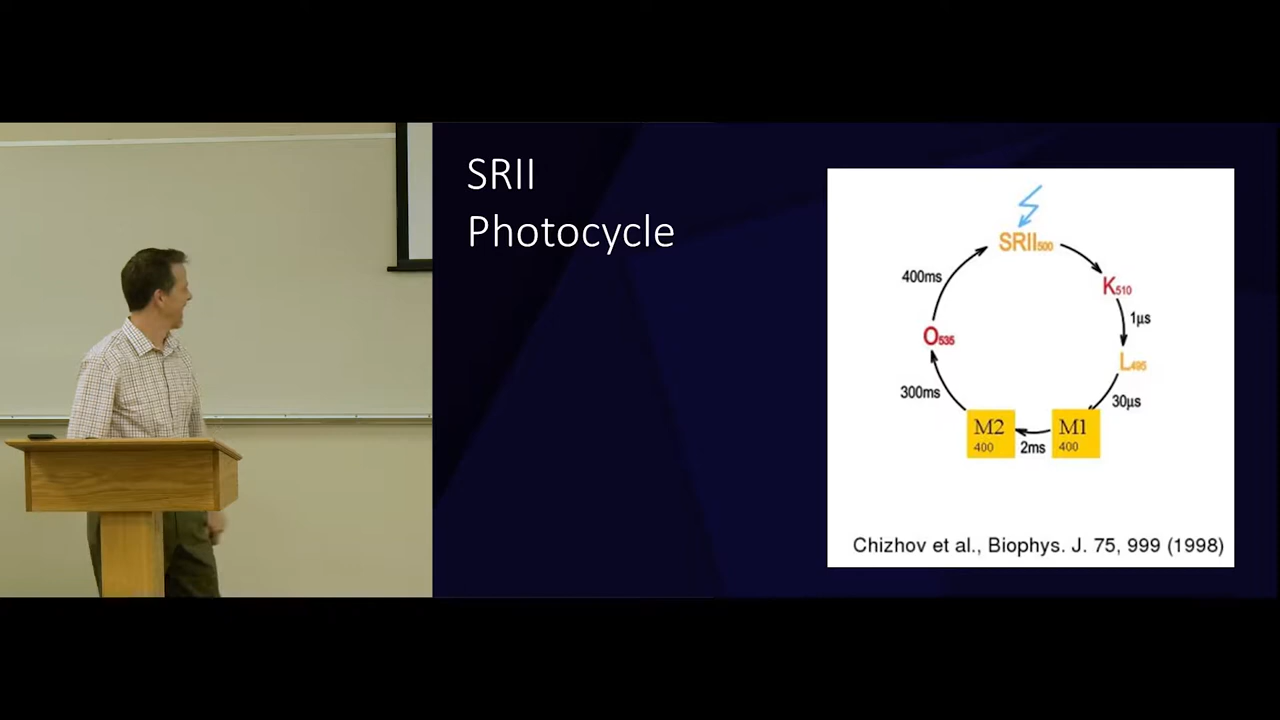 SRII
Photocycle
SRII500
400ms
K510
1µs
O535
L495
300ms
30µs
M2
400
M1
400
2ms
Chizhov et al., Biophys. J. 75, 999 (1998)